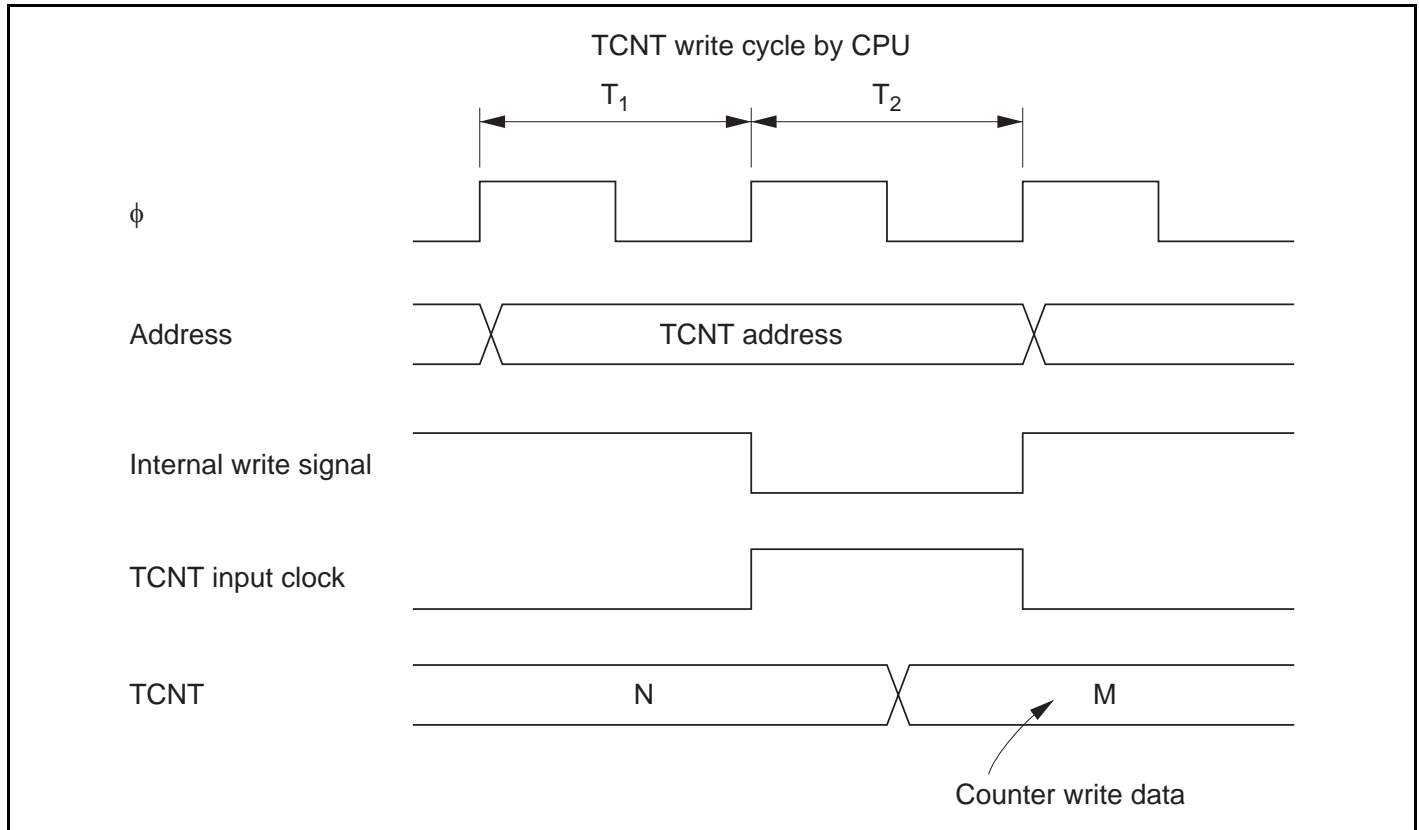 TCNT write cycle by CPU
T1 T2
ϕ
Address TCNT address
Internal write signal
TCNT input clock
TCNT N M
Counter write data